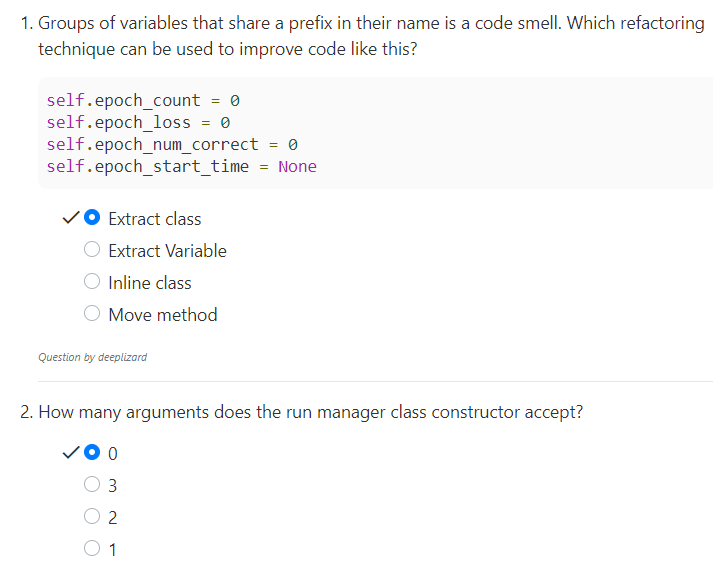 1. Groups of variables that share a prefix in their name is a code smell. Which refactoring
technique can be used to improve code like this?
self.epoch_count = 0
self.epoch_loss = 0
self.epoch_num_correct = 0
self.epoch_start_time = None
Extract class
Extract Variable
Inline class
Move method
Question by deeplizard
2. How many arguments does the run manager class constructor accept?
0
3
2
1